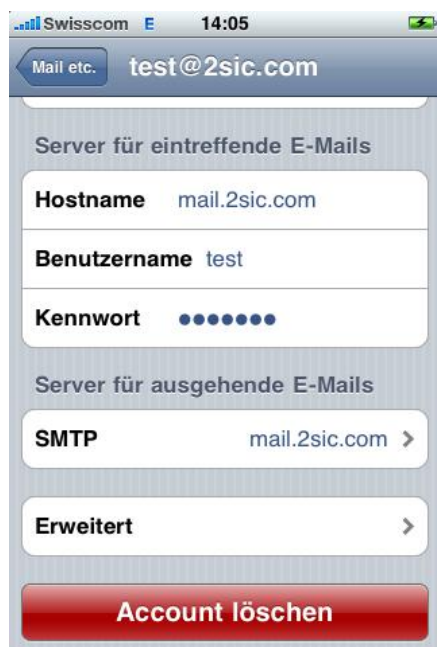 Swisscom E 14:05
Mail etc. test@2sic.com
Server für eintreffende E-Mails
Hostname mail.2sic.com
Benutzername test
Kennwort ●●●●●●●
Server für ausgehende E-Mails
SMTP mail.2sic.com
Erweitert
Account löschen